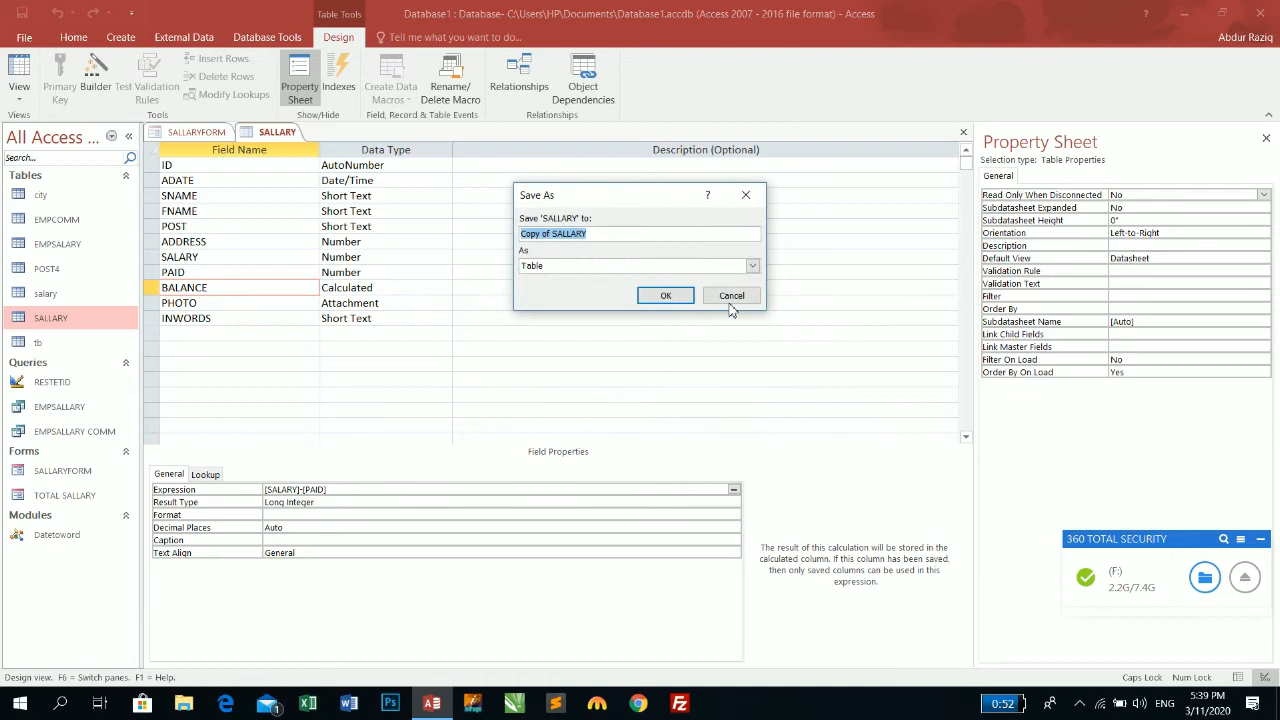 Table Tools
Database1 : Database- C:\Users\HP\Documents\Database1.accdb (Access 2007 - 2016 file format) - Access
File
Home
Create
External Data
Database Tools
Design
Tell me what you want to do...
Abdur Raziq
View
Primary Key
Builder
Test Validation Rules
Insert Rows
Delete Rows
Modify Lookups
Property Sheet
Indexes
Create Data Macros
Rename/ Delete Macro
Relationships
Object Dependencies
Views
Tools
Show/Hide
Field, Record & Table Events
Relationships
All Access ...
Search...
Tables
city
EMPCOMM
EMPSALARY
POST4
salary
SALLARY
tb
Queries
RESTETID
EMPSALLARY
EMPSALLARY COMM
Forms
SALLARYFORM
TOTAL SALLARY
Modules
Datetoword
SALLARYFORM
SALLARY
Field Name Data Type Description (Optional)
ID AutoNumber
ADATE Date/Time
SNAME Short Text
FNAME Short Text
POST Short Text
ADDRESS Number
SALARY Number
PAID Number
BALANCE Calculated
PHOTO Attachment
INWORDS Short Text
Save As
?
Save 'SALLARY' to:
Copy of SALLARY
As
Table
OK
Cancel
Field Properties
General Lookup
Expression [SALARY]-[PAID]
Result Type Long Integer
Format
Decimal Places Auto
Caption
Text Align General
The result of this calculation will be stored in the
calculated column. If this column has been saved,
then only saved columns can be used in this
expression.
Property Sheet
Selection type: Table Properties
General
Read Only When Disconnected No
Subdatasheet Expanded No
Subdatasheet Height 0"
Orientation Left-to-Right
Description
Default View Datasheet
Validation Rule
Validation Text
Filter
Order By
Subdatasheet Name [Auto]
Link Child Fields
Link Master Fields
Filter On Load No
Order By On Load Yes
360 TOTAL SECURITY
(F:)
2.2G/7.4G
Design view. F6 = Switch panes. F1 = Help.
Caps Lock Num Lock
0:52
ENG
5:39 PM
3/11/2020